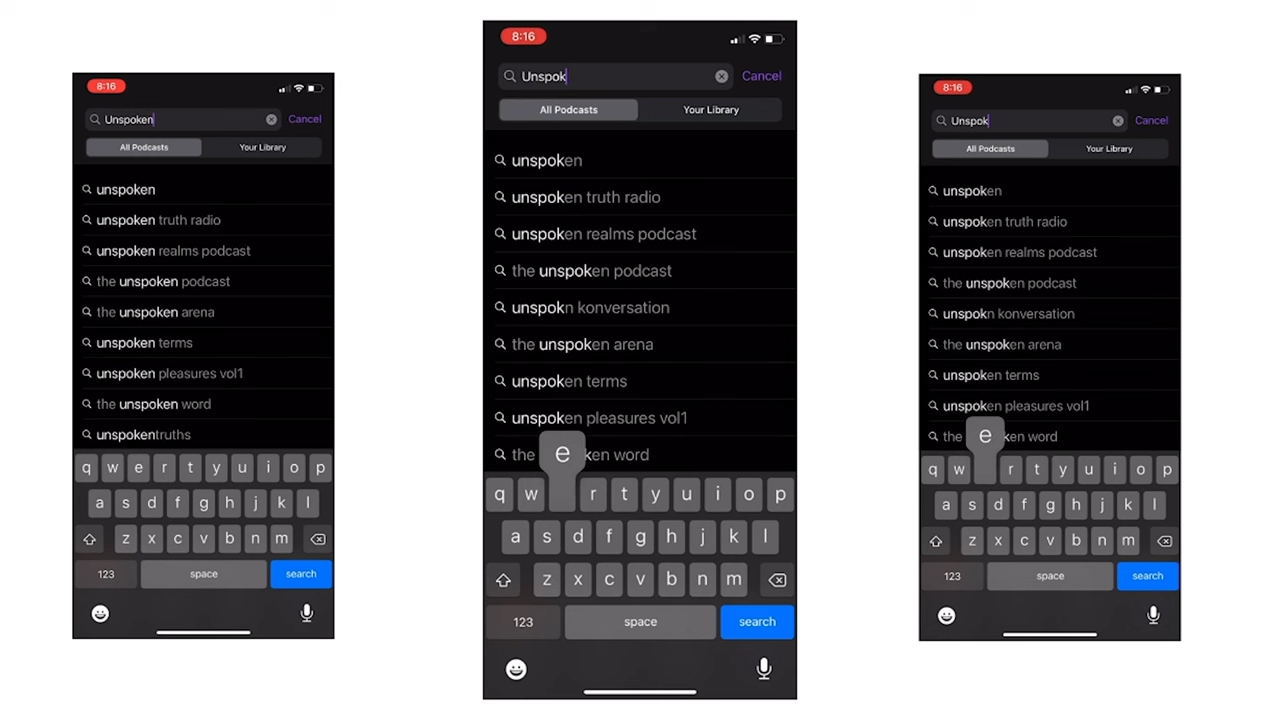 8:16
Unspoken
Cancel
All Podcasts
Your Library
unspoken
unspoken truth radio
unspoken realms podcast
the unspoken podcast
the unspoken arena
unspoken terms
unspoken pleasures vol1
the unspoken word
unspokentruths
q w e r t y u i o p
a s d f g h j k l
z x c v b n m
123
space
search
8:16
Unspok
Cancel
All Podcasts
Your Library
unspoken
unspoken truth radio
unspoken realms podcast
the unspoken podcast
unspokn konversation
the unspoken arena
unspoken terms
unspoken pleasures vol1
the ken word
e
q w r t y u i o p
a s d f g h j k l
z x c v b n m
123
space
search
8:16
Unspok
Cancel
All Podcasts
Your Library
unspoken
unspoken truth radio
unspoken realms podcast
the unspoken podcast
unspokn konversation
the unspoken arena
unspoken terms
unspoken pleasures vol1
the ken word
e
q w r t y u i o p
a s d f g h j k l
z x c v b n m
123
space
search